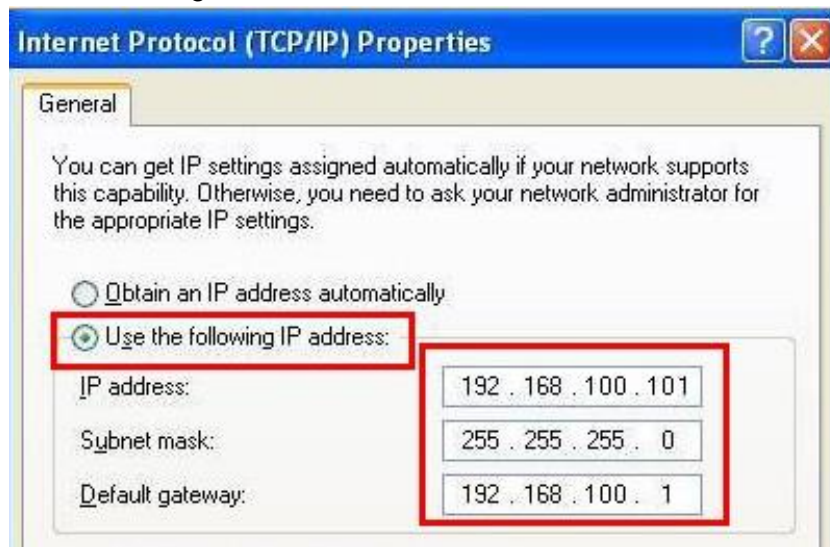 Internet Protocol (TCP/IP) Properties
General
You can get IP settings assigned automatically if your network supports
this capability. Otherwise, you need to ask your network administrator for
the appropriate IP settings.
Obtain an IP address automatically
Use the following IP address:
IP address: 192 . 168 . 100 . 101
Subnet mask: 255 . 255 . 255 . 0
Default gateway: 192 . 168 . 100 . 1